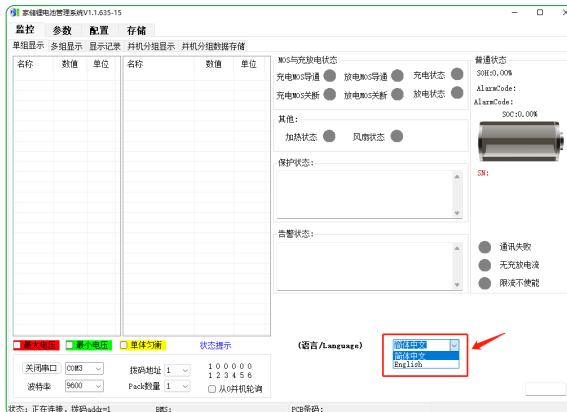 家储锂电池管理系统V1.1.635-15
监控 参数 配置 存储
单组显示 多组显示 显示记录 并机分组显示 并机分组数据存储
名称 数值 单位 名称 数值 单位
MOS与充放电状态
充电MOS导通 放电MOS导通 充电状态
充电MOS关断 放电MOS关断 放电状态
其他:
加热状态 风扇状态
保护状态:
告警状态:
普通状态
SOH:0.00%
AlarmCode:
AlarmCode:
SOC:0.00%
SN:
通讯失败
无充放电流
限流不使能
最大电压 最小电压 单体匀衡 状态提示
(语言/Language) 简体中文
简体中文
English
关闭串口 COM3 拨码地址 1 1 0 0 0 0 0
1 2 3 4 5 6
波特率 9600 Pack数量 1 从0并机轮询
状态: 正在连接, 拨码addr=1 BMS: PCB条码: